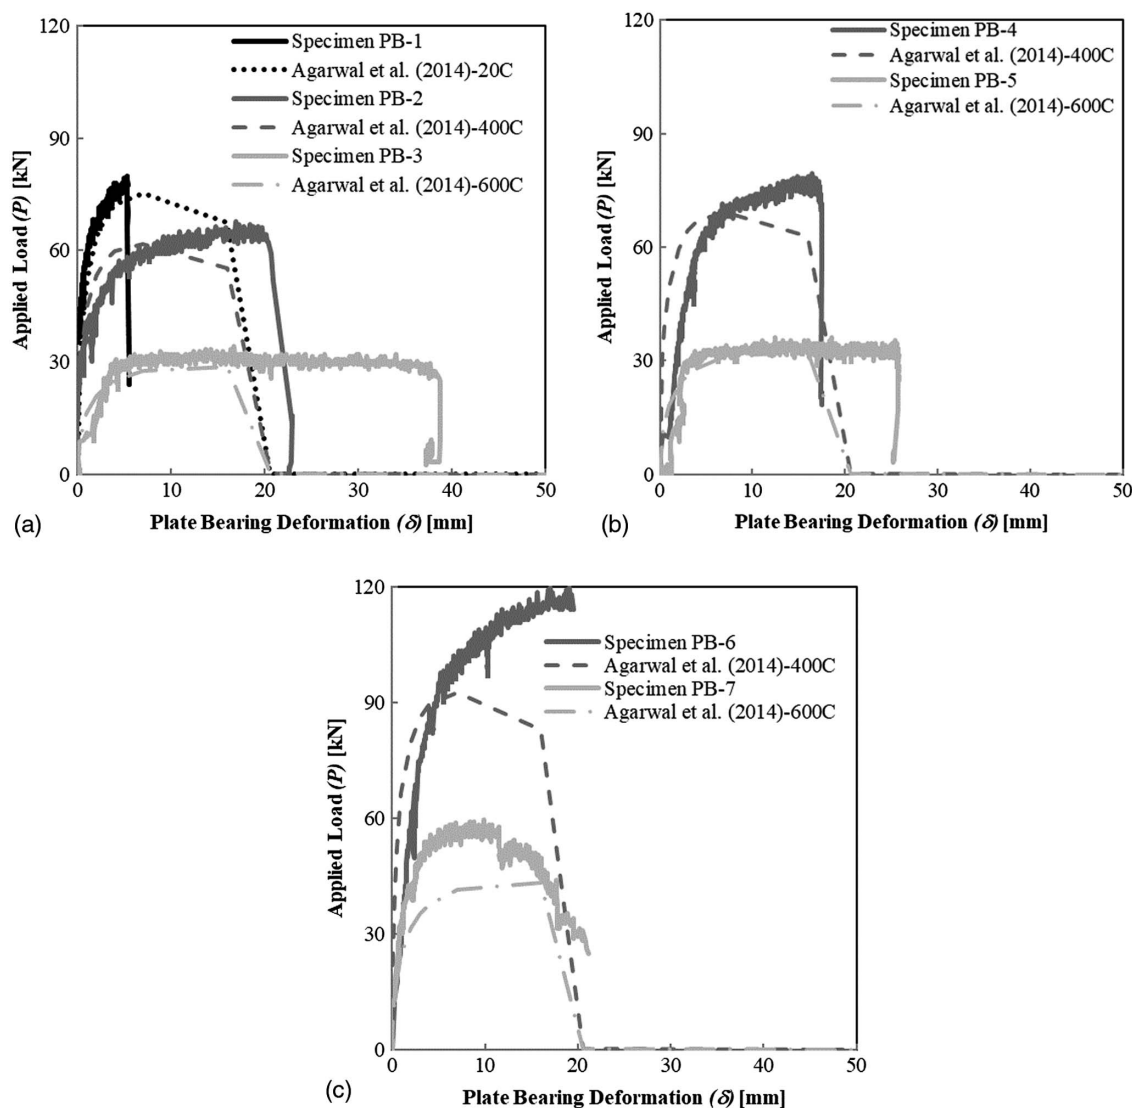 120
90
60
30
0
Applied Load (P) [kN]
Specimen PB-1
Agarwal et al. (2014)-20C
Specimen PB-2
Agarwal et al. (2014)-400C
Specimen PB-3
Agarwal et al. (2014)-600C
0 10 20 30 40 50
(a) Plate Bearing Deformation (δ) [mm]
120
90
60
30
0
Applied Load (P) [kN]
Specimen PB-4
Agarwal et al. (2014)-400C
Specimen PB-5
Agarwal et al. (2014)-600C
0 10 20 30 40 50
(b) Plate Bearing Deformation (δ) [mm]
120
90
60
30
0
Applied Load (P) [kN]
Specimen PB-6
Agarwal et al. (2014)-400C
Specimen PB-7
Agarwal et al. (2014)-600C
0 10 20 30 40 50
(c) Plate Bearing Deformation (δ) [mm]